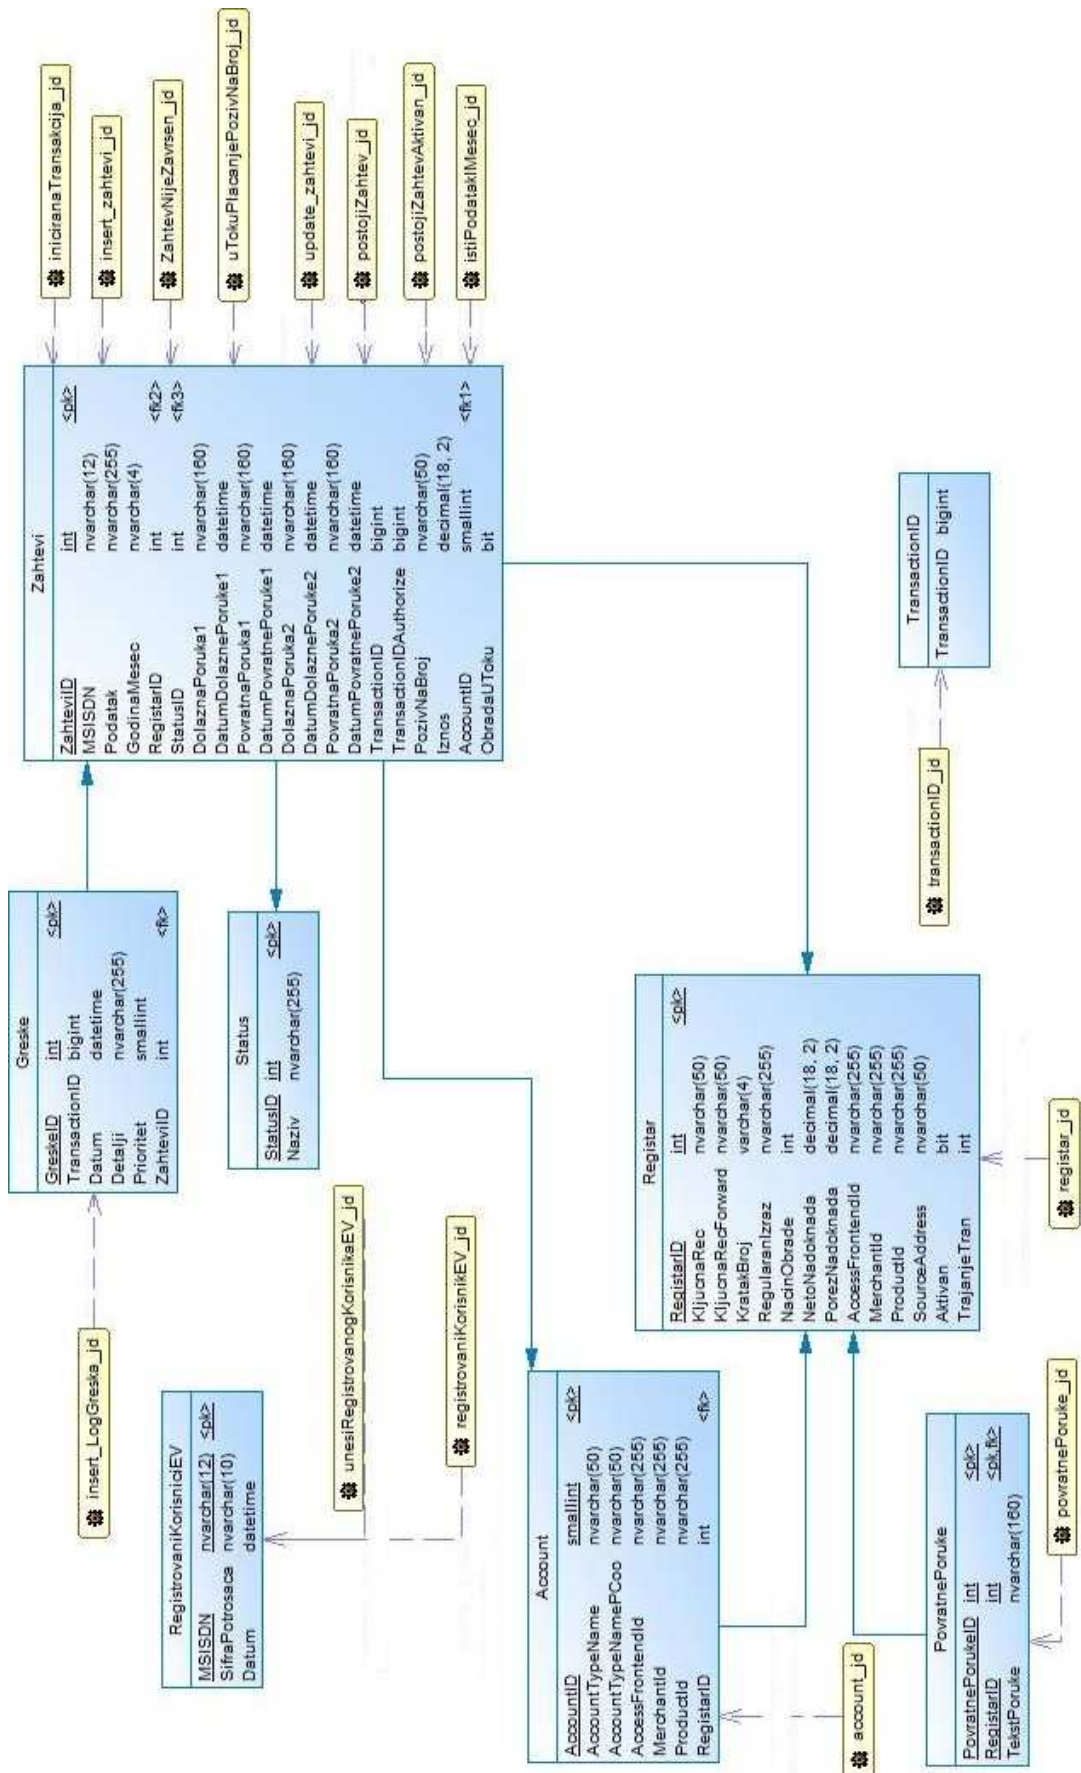 iniciranaTransakcija_jd
insert_zahtevi_jd
ZahtevNijeZavrsen_jd
uTokuPlacanjePozivNaBroj_jd
update_zahtevi_jd
postojiZahtev_jd
postojiZahtevAktivan_jd
istiPodatakIMesec_jd
Zahtevi
ZahteviID int <pk>
MSISDN nvarchar(12)
Podatak nvarchar(255)
GodinaMesec nvarchar(4)
RegistarID int <fk2>
StatusID int <fk3>
DolaznaPoruka1 nvarchar(160)
DatumDolaznePoruke1 datetime
PovratnaPoruka1 nvarchar(160)
DatumPovratnePoruke1 datetime
DolaznaPoruka2 nvarchar(160)
DatumDolaznePoruke2 datetime
PovratnaPoruka2 nvarchar(160)
DatumPovratnePoruke2 datetime
TransactionID bigint
TransactionIDAuthorize bigint
PozivNaBroj nvarchar(50)
Iznos decimal(18, 2)
AccountID smallint <fk1>
ObradaUToku bit
Greske
GreskeID int <pk>
TransactionID bigint
Datum datetime
Detalji nvarchar(255)
Prioritet smallint
ZahteviID int <fk>
Status
StatusID int <pk>
Naziv nvarchar(255)
TransactionID
TransactionID bigint
transactionID_jd
Registar
RegistarID int <pk>
KljucnaRec nvarchar(50)
KljucnaRecForward nvarchar(50)
KratakBroj varchar(4)
RegularanIzraz nvarchar(255)
NacinObrade int
NetoNadoknada decimal(18, 2)
PorezNadoknada decimal(18, 2)
AccessFrontendId nvarchar(255)
MerchantId nvarchar(255)
ProductId nvarchar(255)
SourceAddress nvarchar(50)
Aktivan bit
TrajanjeTran int
registar_jd
insert_LogGreska_jd
unesiRegistrovanogKorisnikaEV_jd
registrovaniKorisnikEV_jd
RegistrovaniKorisniciEV
MSISDN nvarchar(12) <pk>
SifraPotrosaca nvarchar(10)
Datum datetime
Account
AccountID smallint <pk>
AccountTypeName nvarchar(50)
AccountTypeNamePCoo nvarchar(50)
AccessFrontendId nvarchar(255)
MerchantId nvarchar(255)
ProductId nvarchar(255)
RegistarID int <fk>
account_jd
PovratnePoruke
PovratnePorukeID int <pk>
RegistarID int <pk,fk>
TekstPoruke nvarchar(160)
povratnePoruke_jd